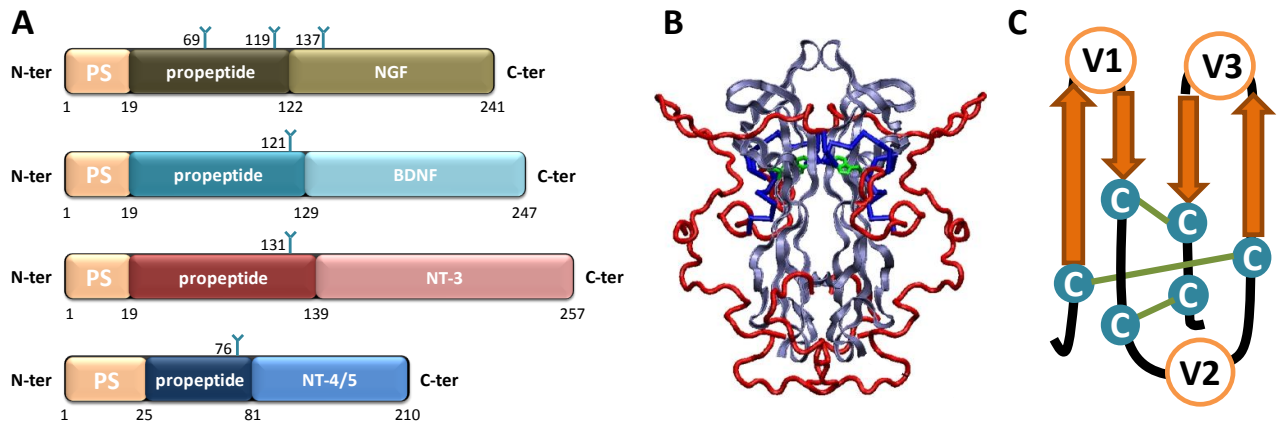 A
69 119 137
N-ter PS propeptide NGF C-ter
1 19 122 241
121
N-ter PS propeptide BDNF C-ter
1 19 129 247
131
N-ter PS propeptide NT-3 C-ter
1 19 139 257
76
N-ter PS propeptide NT-4/5 C-ter
1 25 81 210
B
C
V1 V3
C
C
C
C
C
C
V2